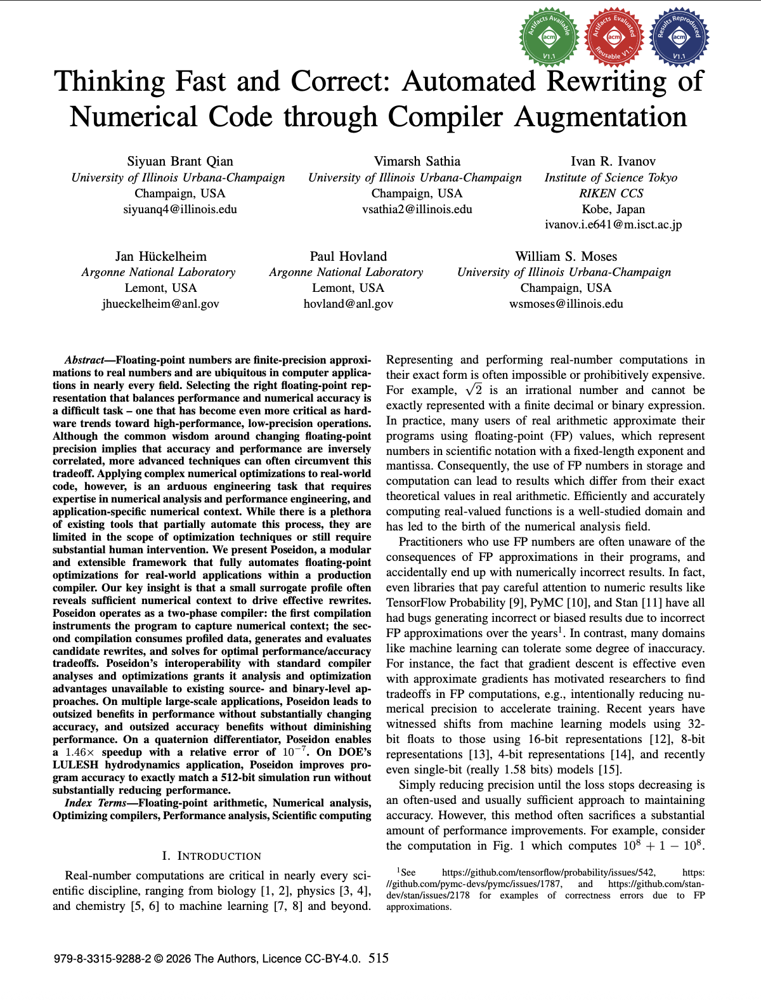 Artifacts Available
acm
V1.1
Artifacts Evaluated
acm
Reusable V1.1
Results Reproduced
acm
V1.1
Thinking Fast and Correct: Automated Rewriting of
Numerical Code through Compiler Augmentation
Siyuan Brant Qian
University of Illinois Urbana-Champaign
Champaign, USA
siyuanq4@illinois.edu
Vimarsh Sathia
University of Illinois Urbana-Champaign
Champaign, USA
vsathia2@illinois.edu
Ivan R. Ivanov
Institute of Science Tokyo
RIKEN CCS
Kobe, Japan
ivanov.i.e641@m.isct.ac.jp
Jan Hückelheim
Argonne National Laboratory
Lemont, USA
jhueckelheim@anl.gov
Paul Hovland
Argonne National Laboratory
Lemont, USA
hovland@anl.gov
William S. Moses
University of Illinois Urbana-Champaign
Champaign, USA
wsmoses@illinois.edu
Abstract—Floating-point numbers are finite-precision approxi-
mations to real numbers and are ubiquitous in computer applica-
tions in nearly every field. Selecting the right floating-point rep-
resentation that balances performance and numerical accuracy is
a difficult task – one that has become even more critical as hard-
ware trends toward high-performance, low-precision operations.
Although the common wisdom around changing floating-point
precision implies that accuracy and performance are inversely
correlated, more advanced techniques can often circumvent this
tradeoff. Applying complex numerical optimizations to real-world
code, however, is an arduous engineering task that requires
expertise in numerical analysis and performance engineering, and
application-specific numerical context. While there is a plethora
of existing tools that partially automate this process, they are
limited in the scope of optimization techniques or still require
substantial human intervention. We present Poseidon, a modular
and extensible framework that fully automates floating-point
optimizations for real-world applications within a production
compiler. Our key insight is that a small surrogate profile often
reveals sufficient numerical context to drive effective rewrites.
Poseidon operates as a two-phase compiler: the first compilation
instruments the program to capture numerical context; the sec-
ond compilation consumes profiled data, generates and evaluates
candidate rewrites, and solves for optimal performance/accuracy
tradeoffs. Poseidon's interoperability with standard compiler
analyses and optimizations grants it analysis and optimization
advantages unavailable to existing source- and binary-level ap-
proaches. On multiple large-scale applications, Poseidon leads to
outsized benefits in performance without substantially changing
accuracy, and outsized accuracy benefits without diminishing
performance. On a quaternion differentiator, Poseidon enables
a 1.46× speedup with a relative error of 10⁻⁷. On DOE's
LULESH hydrodynamics application, Poseidon improves pro-
gram accuracy to exactly match a 512-bit simulation run without
substantially reducing performance.
Index Terms—Floating-point arithmetic, Numerical analysis,
Optimizing compilers, Performance analysis, Scientific computing
I. INTRODUCTION
Real-number computations are critical in nearly every sci-
entific discipline, ranging from biology [1, 2], physics [3, 4],
and chemistry [5, 6] to machine learning [7, 8] and beyond.
Representing and performing real-number computations in
their exact form is often impossible or prohibitively expensive.
For example, √2 is an irrational number and cannot be
exactly represented with a finite decimal or binary expression.
In practice, many users of real arithmetic approximate their
programs using floating-point (FP) values, which represent
numbers in scientific notation with a fixed-length exponent and
mantissa. Consequently, the use of FP numbers in storage and
computation can lead to results which differ from their exact
theoretical values in real arithmetic. Efficiently and accurately
computing real-valued functions is a well-studied domain and
has led to the birth of the numerical analysis field.
Practitioners who use FP numbers are often unaware of the
consequences of FP approximations in their programs, and
accidentally end up with numerically incorrect results. In fact,
even libraries that pay careful attention to numeric results like
TensorFlow Probability [9], PyMC [10], and Stan [11] have all
had bugs generating incorrect or biased results due to incorrect
FP approximations over the years¹. In contrast, many domains
like machine learning can tolerate some degree of inaccuracy.
For instance, the fact that gradient descent is effective even
with approximate gradients has motivated researchers to find
tradeoffs in FP computations, e.g., intentionally reducing nu-
merical precision to accelerate training. Recent years have
witnessed shifts from machine learning models using 32-
bit floats to those using 16-bit representations [12], 8-bit
representations [13], 4-bit representations [14], and recently
even single-bit (really 1.58 bits) models [15].
Simply reducing precision until the loss stops decreasing is
an often-used and usually sufficient approach to maintaining
accuracy. However, this method often sacrifices a substantial
amount of performance improvements. For example, consider
the computation in Fig. 1 which computes 10⁸ + 1 − 10⁸.
¹See https://github.com/tensorflow/probability/issues/542, https:
//github.com/pymc-devs/pymc/issues/1787, and https://github.com/stan-
dev/stan/issues/2178 for examples of correctness errors due to FP
approximations.
979-8-3315-9288-2 © 2026 The Authors, Licence CC-BY-4.0. 515